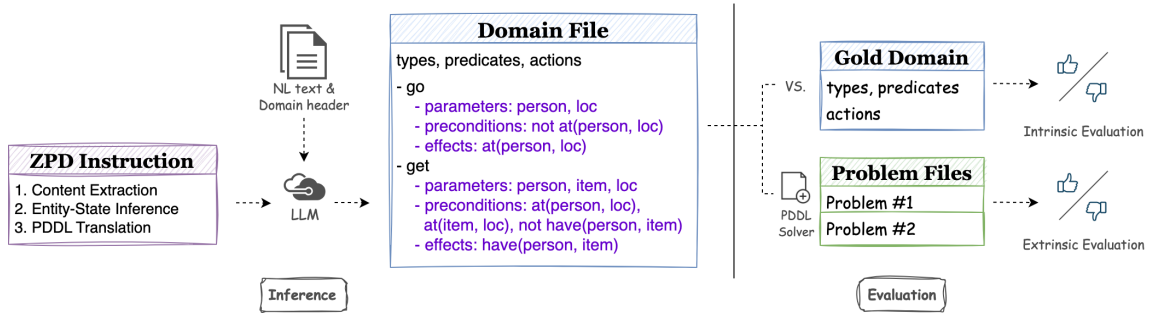 ZPD Instruction
1. Content Extraction
2. Entity-State Inference
3. PDDL Translation
NL text &
Domain header
LLM
Domain File
types, predicates, actions
- go
- parameters: person, loc
- preconditions: not at(person, loc)
- effects: at(person, loc)
- get
- parameters: person, item, loc
- preconditions: at(person, loc),
at(item, loc), not have(person, item)
- effects: have(person, item)
Inference
VS.
Gold Domain
types, predicates
actions
Intrinsic Evaluation
PDDL
Solver
Problem Files
Problem #1
Problem #2
Extrinsic Evaluation
Evaluation